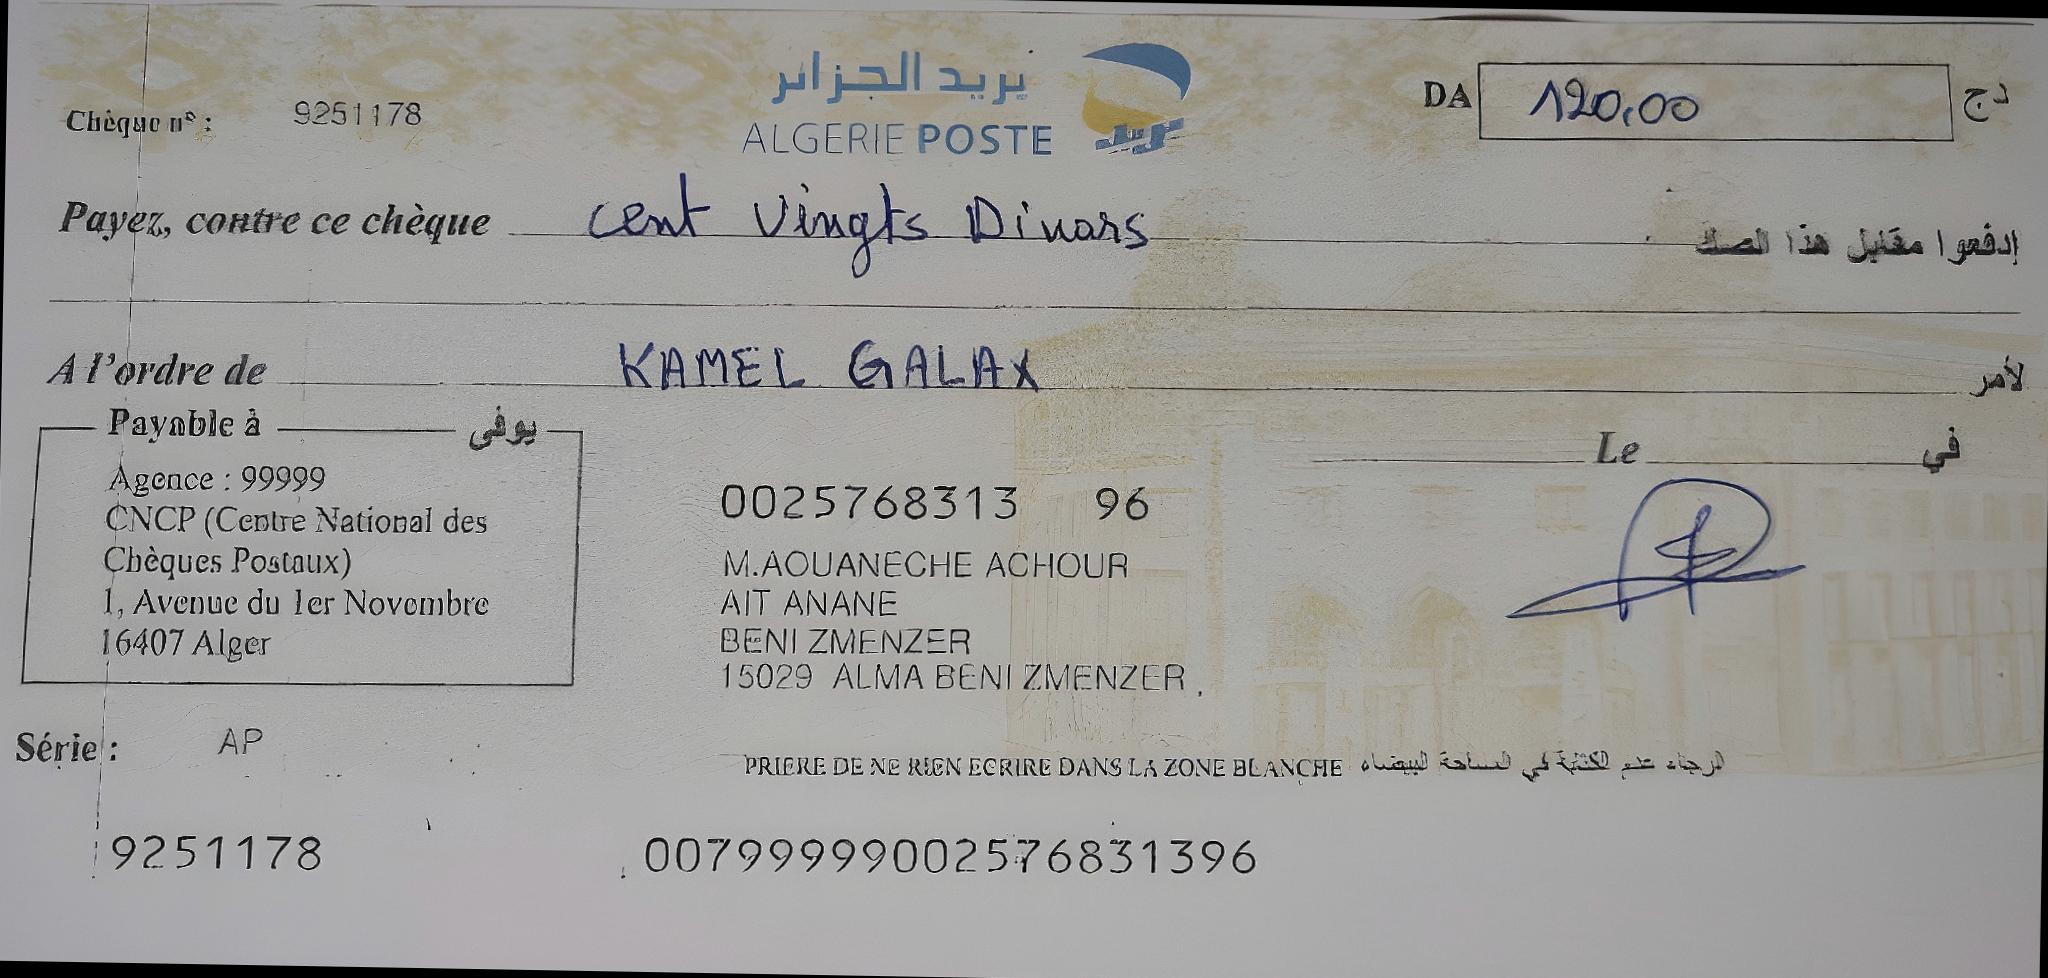 بريد الجزائر
ALGERIE POSTE
بريد
Chèque n° : 9251178
DA 120,00 دج
Payez, contre ce chèque Cent Vingts Dinars إدفعوا مقابل هذا الصك
A l'ordre de KAMEL GALAX لأمر
Payable à يوفى
Agence : 99999
CNCP (Centre National des
Chèques Postaux)
1, Avenue du 1er Novembre
16407 Alger
Le في
0025768313 96
M.AOUANECHE ACHOUR
AIT ANANE
BENI ZMENZER
15029 ALMA BENI ZMENZER
Série : AP
PRIERE DE NE RIEN ECRIRE DANS LA ZONE BLANCHE الرجاء عدم الكتابة في المساحة البيضاء
9251178 00799999002576831396